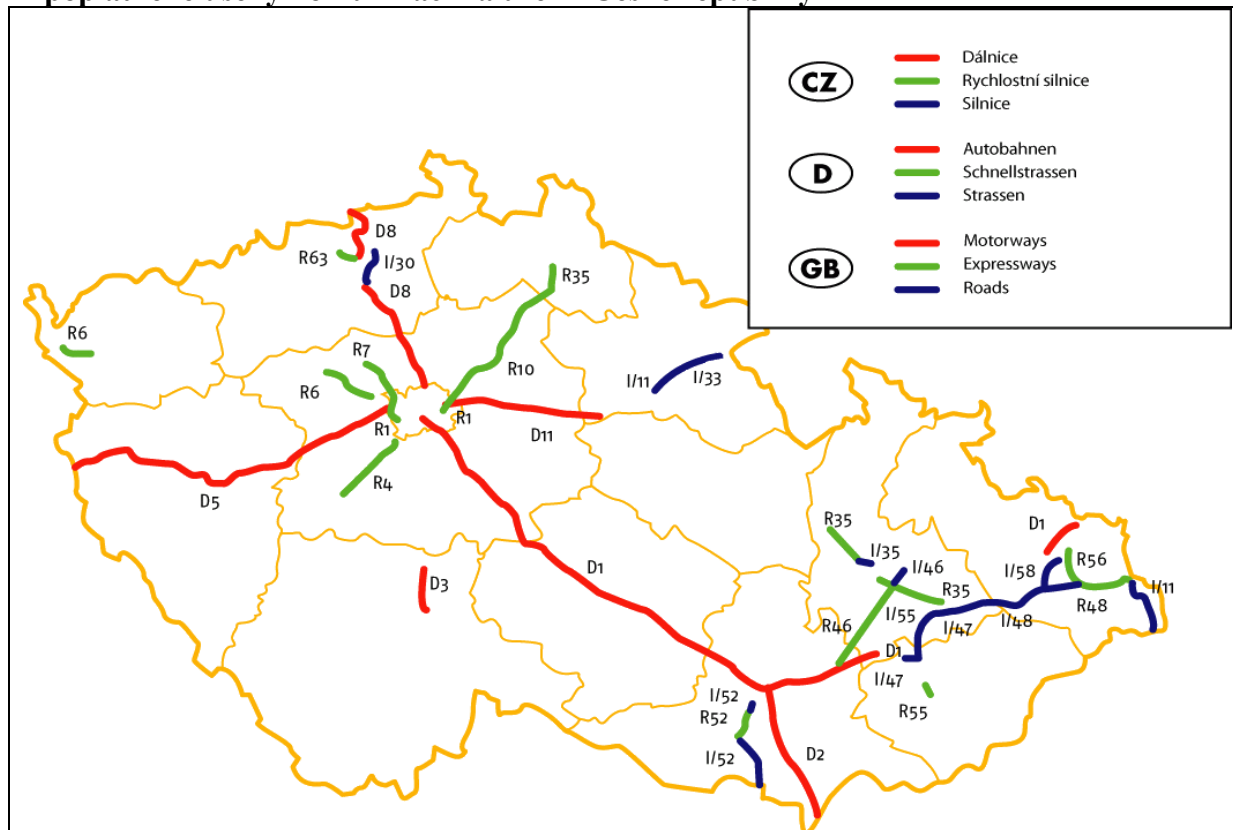 CZ
Dálnice
Rychlostní silnice
Silnice
D
Autobahnen
Schnellstrassen
Strassen
GB
Motorways
Expressways
Roads
D8
R63
I/30
D8
R35
R6
R7
R10
I/11
I/33
R6
R1
R1
D11
R4
D5
D3
D1
R35
I/35
I/46
R35
I/55
R46
I/47
I/48
I/58
D1
R56
I/11
R48
D1
I/47
R55
I/52
R52
I/52
D2